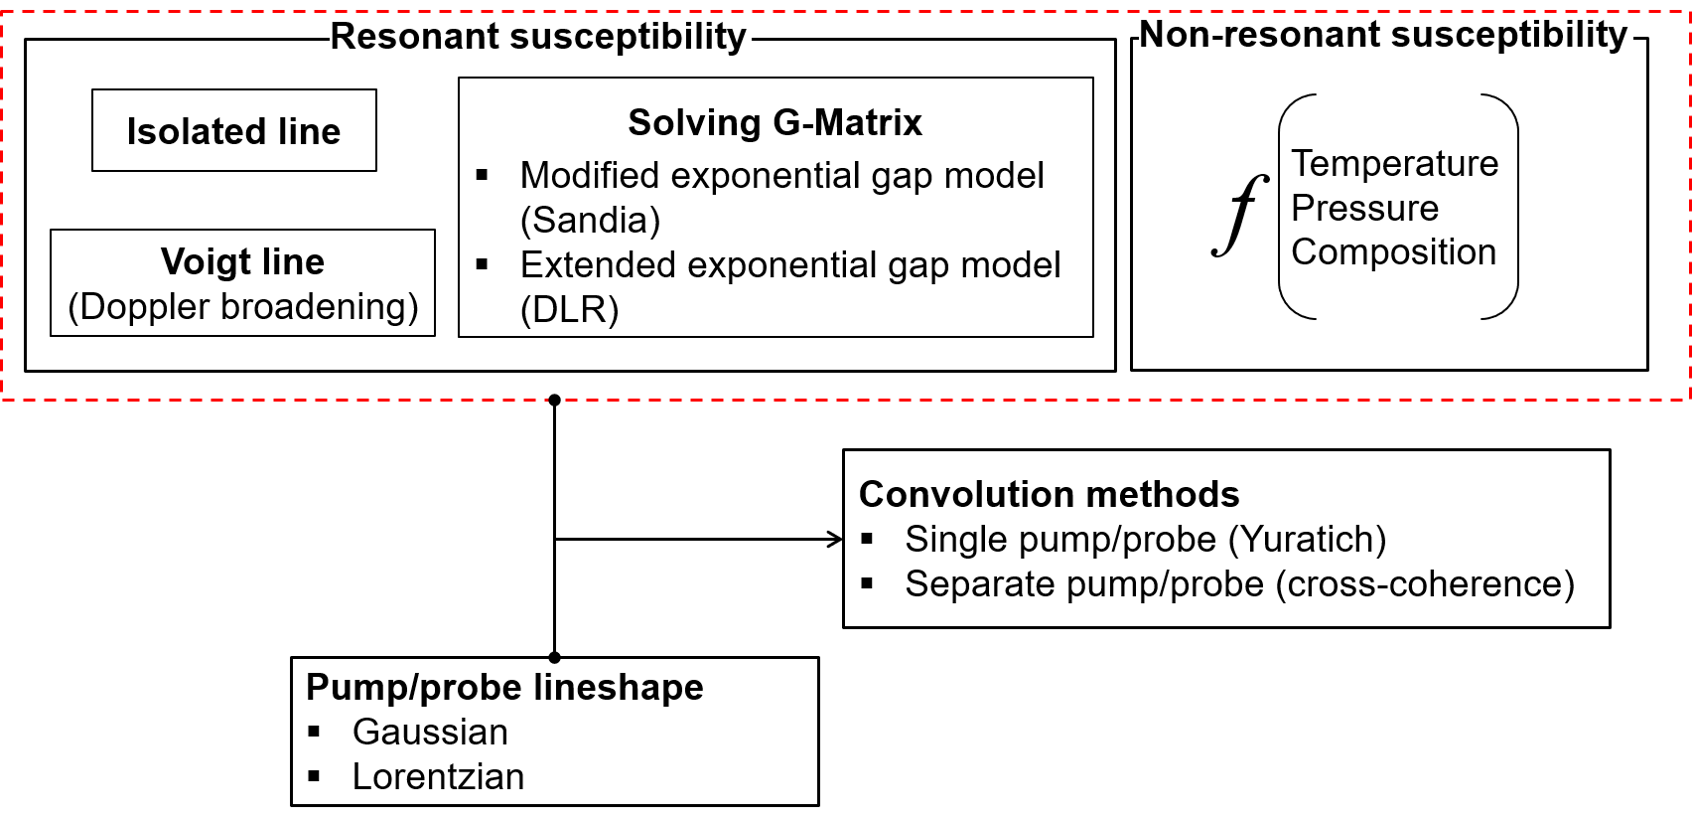 Resonant susceptibility
Isolated line
Voigt line
(Doppler broadening)
Solving G-Matrix
▪ Modified exponential gap model
(Sandia)
▪ Extended exponential gap model
(DLR)
Non-resonant susceptibility
f
Temperature
Pressure
Composition
Convolution methods
▪ Single pump/probe (Yuratich)
▪ Separate pump/probe (cross-coherence)
Pump/probe lineshape
▪ Gaussian
▪ Lorentzian